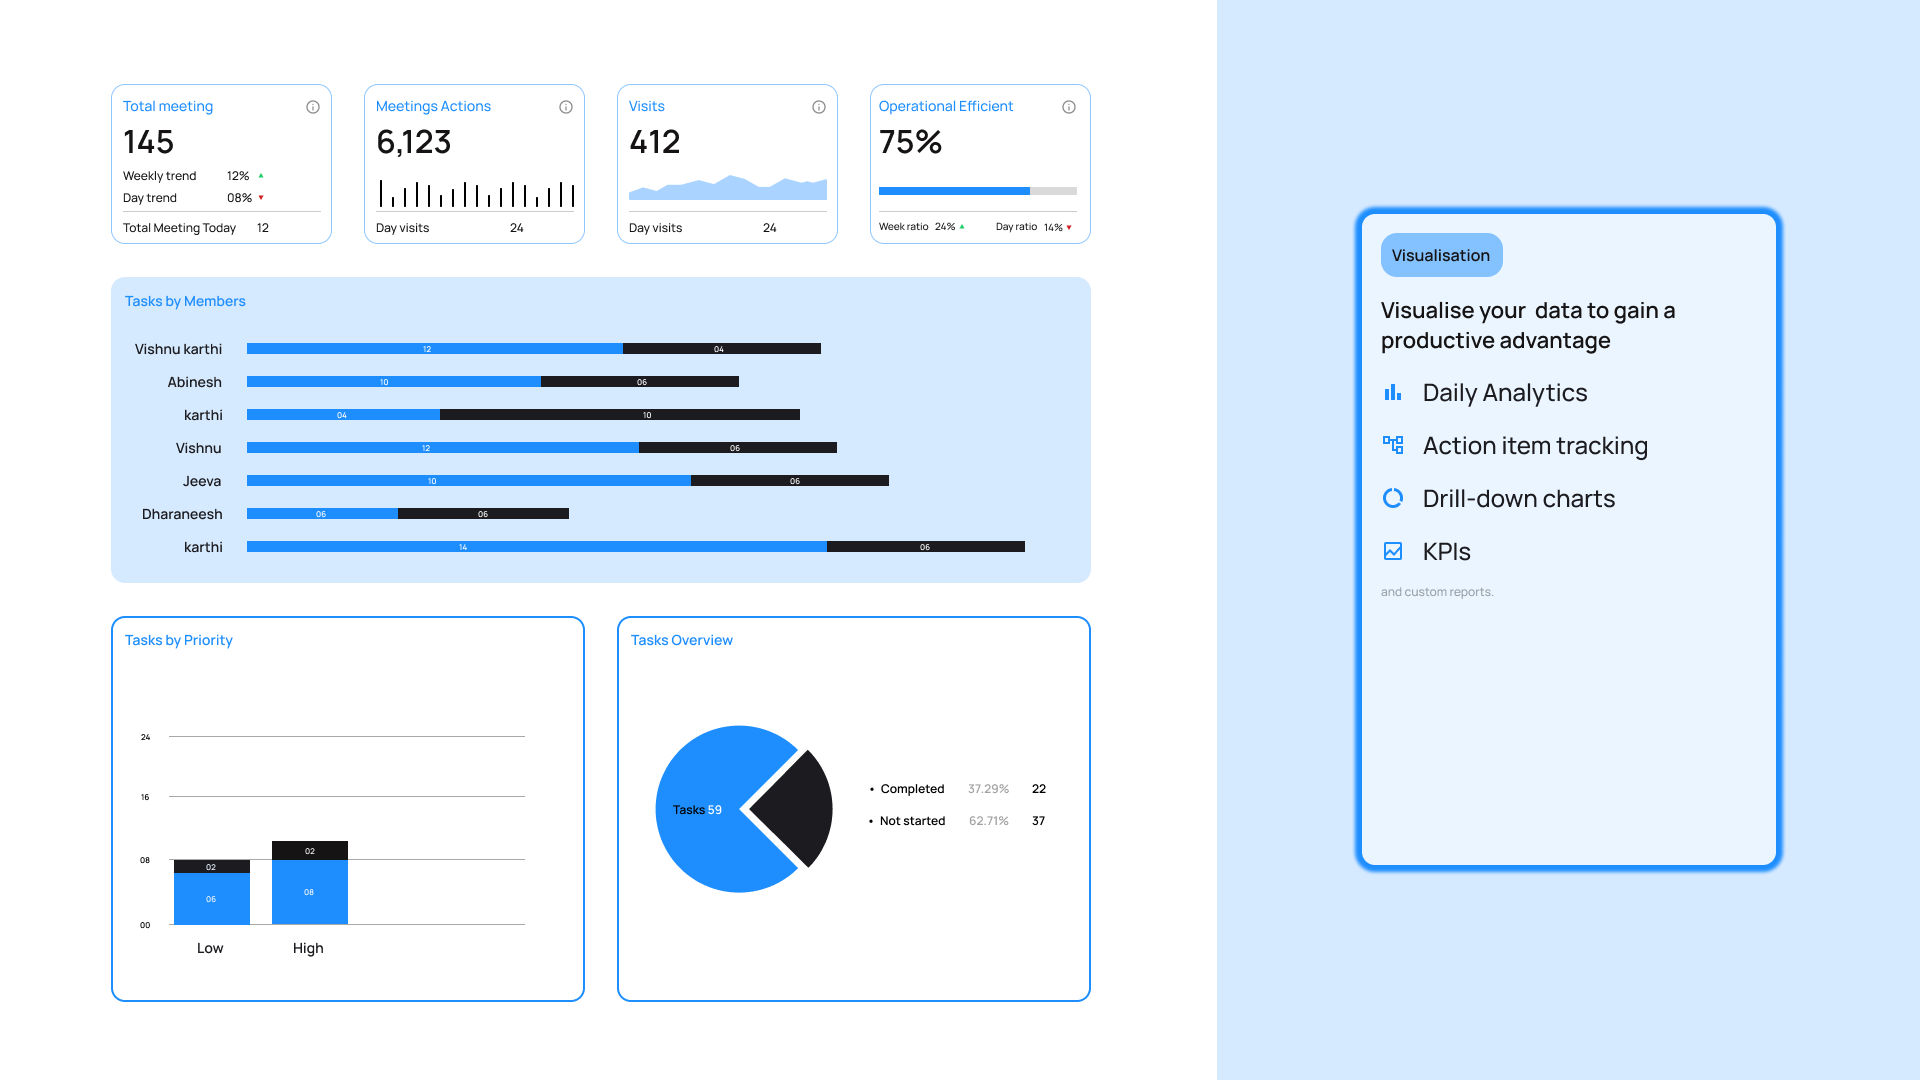 Total meeting
145
Weekly trend 12%
Day trend 08%
Total Meeting Today 12
Meetings Actions
6,123
Day visits 24
Visits
412
Day visits 24
Operational Efficient
75%
Week ratio 24% Day ratio 14%
Tasks by Members
Vishnu karthi 12 04
Abinesh 10 06
karthi 04 10
Vishnu 12 06
Jeeva 10 06
Dharaneesh 06 06
karthi 14 06
Tasks by Priority
24
16
08
00
02
06
02
08
Low High
Tasks Overview
Tasks 59
• Completed 37.29% 22
• Not started 62.71% 37
Visualisation
Visualise your data to gain a
productive advantage
Daily Analytics
Action item tracking
Drill-down charts
KPIs
and custom reports.